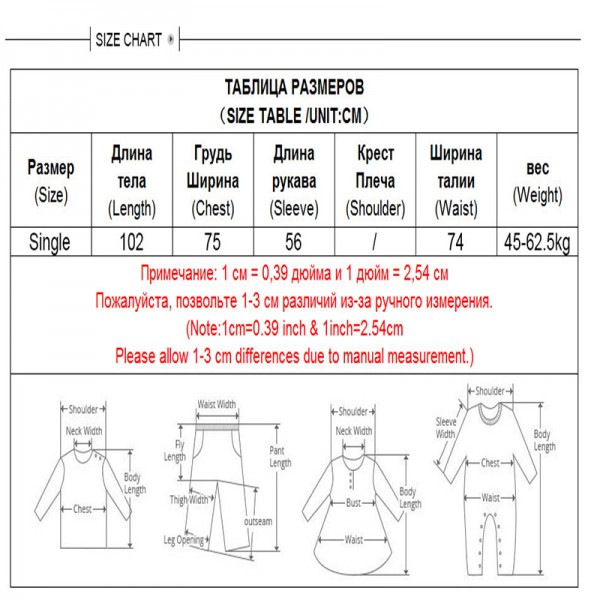 SIZE CHART
ТАБЛИЦА РАЗМЕРОВ
(SIZE TABLE /UNIT:CM)
Размер
(Size)
Длина
тела
(Length)
Грудь
Ширина
(Chest)
Длина
рукава
(Sleeve)
Крест
Плеча
(Shoulder)
Ширина
талии
(Waist)
вес
(Weight)
Single 102 75 56 / 74 45-62.5kg
Примечание: 1 см = 0,39 дюйма и 1 дюйм = 2,54 см
Пожалуйста, позвольте 1-3 см различий из-за ручного измерения.
(Note:1cm=0.39 inch & 1inch=2.54cm
Please allow 1-3 cm differences due to manual measurement.)
Shoulder
Neck Width
Body
Length
Chest
Waist Width
Fly
Length
Pant
Length
Thigh Width
outseam
Leg Opening
Shoulder
Neck Width
Body
Length
Bust
Waist
Shoulder
Sleeve
Width
Body
Length
Chest
Waist